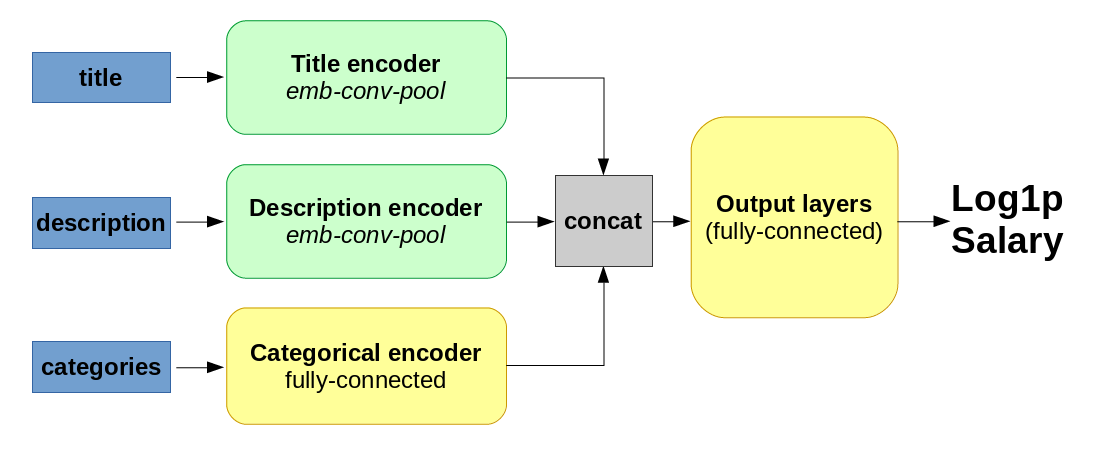 title
Title encoder
emb-conv-pool
description
Description encoder
emb-conv-pool
categories
Categorical encoder
fully-connected
concat
Output layers
(fully-connected)
Log1p
Salary